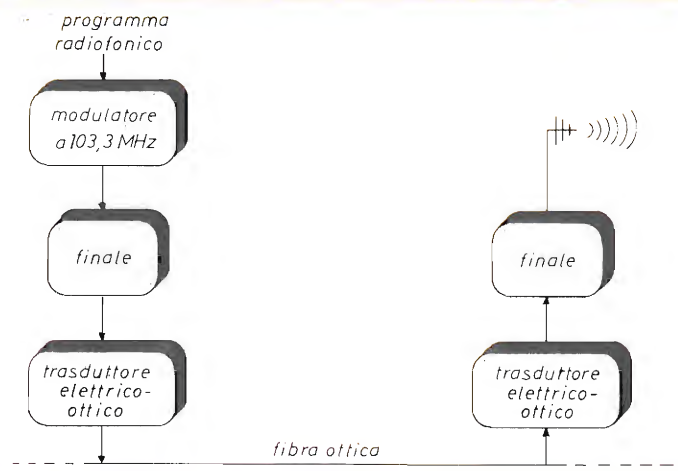 programma
radiofonico
modulatore
a 103,3 MHz
finale
trasduttore
elettrico-
ottico
fibra ottica
finale
trasduttore
elettrico-
ottico